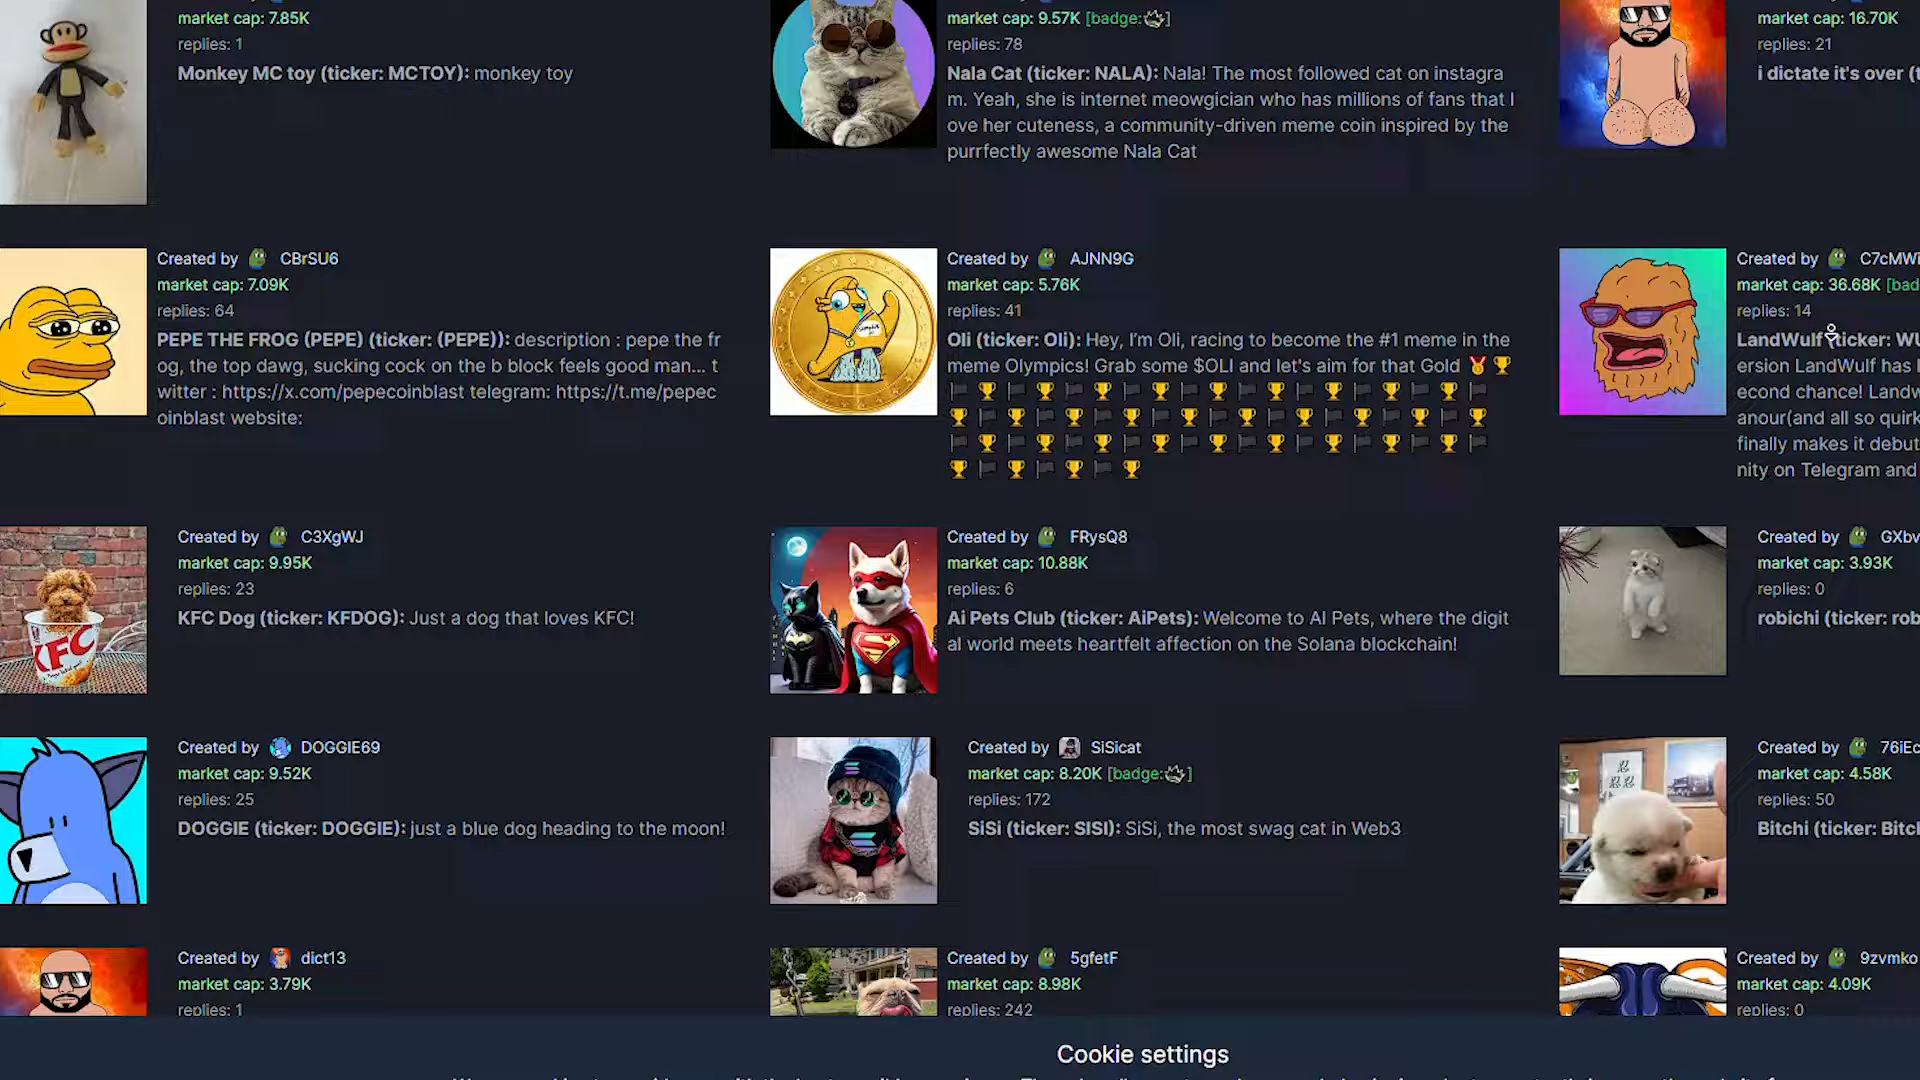 market cap: 7.85K
replies: 1
Monkey MC toy (ticker: MCTOY): monkey toy
market cap: 9.57K [badge: ]
replies: 78
Nala Cat (ticker: NALA): Nala! The most followed cat on instagra
m. Yeah, she is internet meowgician who has millions of fans that l
ove her cuteness, a community-driven meme coin inspired by the
purrfectly awesome Nala Cat
market cap: 16.70K
replies: 21
i dictate it's over (t
Created by CBrSU6
market cap: 7.09K
replies: 64
PEPE THE FROG (PEPE) (ticker: (PEPE)): description : pepe the fr
og, the top dawg, sucking cock on the b block feels good man... t
witter : https://x.com/pepecoinblast telegram: https://t.me/pepec
oinblast website:
Created by AJNN9G
market cap: 5.76K
replies: 41
Oli (ticker: Oli): Hey, I'm Oli, racing to become the #1 meme in the
meme Olympics! Grab some $OLI and let's aim for that Gold 🥇🏆
🏴🏆🏴🏆🏴🏆🏴🏆🏴🏆🏴🏆🏴🏆🏴🏆🏴🏆🏴
🏆🏴🏆🏴🏆🏴🏆🏴🏆🏴🏆🏴🏆🏴🏆🏴🏆🏴🏆
🏴🏆🏴🏆🏴🏆🏴🏆🏴🏆🏴🏆🏴🏆🏴🏆🏴🏆🏴
🏆🏴🏆🏴🏆🏴🏆
Created by C7cMWi
market cap: 36.68K [bad
replies: 14
LandWulf (ticker: WU
ersion LandWulf has l
econd chance! Landw
anour(and all so quirk
finally makes it debut
nity on Telegram and
Created by C3XgWJ
market cap: 9.95K
replies: 23
KFC Dog (ticker: KFDOG): Just a dog that loves KFC!
KFC
Created by FRysQ8
market cap: 10.88K
replies: 6
Ai Pets Club (ticker: AiPets): Welcome to AI Pets, where the digit
al world meets heartfelt affection on the Solana blockchain!
Created by GXbv
market cap: 3.93K
replies: 0
robichi (ticker: rob
Created by DOGGIE69
market cap: 9.52K
replies: 25
DOGGIE (ticker: DOGGIE): just a blue dog heading to the moon!
Created by SiSicat
market cap: 8.20K [badge: ]
replies: 172
SiSi (ticker: SISI): SiSi, the most swag cat in Web3
Created by 76iEc
market cap: 4.58K
replies: 50
Bitchi (ticker: Bitcl
Created by dict13
market cap: 3.79K
replies: 1
Created by 5gfetF
market cap: 8.98K
replies: 242
Created by 9zvmko
market cap: 4.09K
replies: 0
Cookie settings